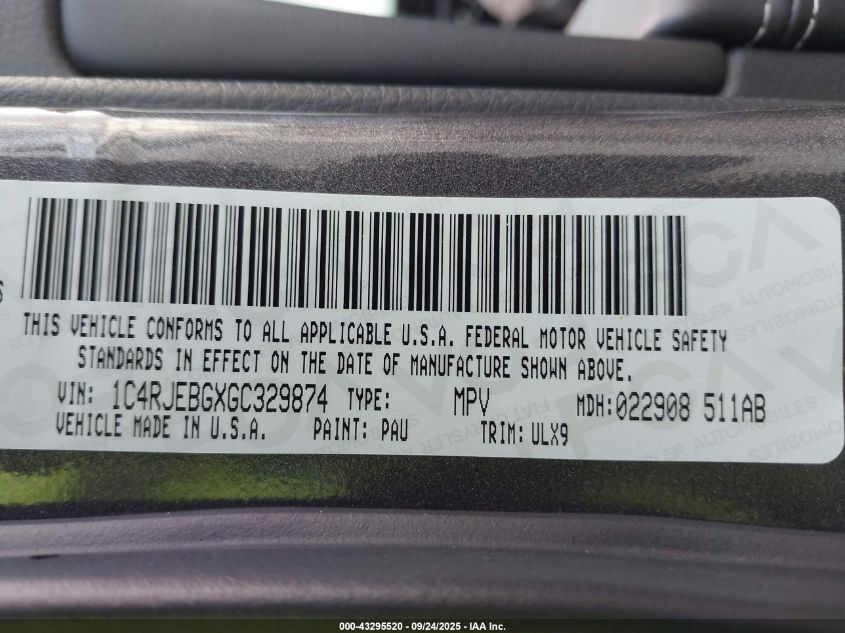 THIS VEHICLE CONFORMS TO ALL APPLICABLE U.S.A. FEDERAL MOTOR VEHICLE SAFETY
STANDARDS IN EFFECT ON THE DATE OF MANUFACTURE SHOWN ABOVE.
VIN: 1C4RJEBGXGC329874 TYPE: MPV MDH: 022908 511AB
VEHICLE MADE IN U.S.A. PAINT: PAU TRIM: ULX9
000-43295520 - 09/24/2025 - IAA Inc.